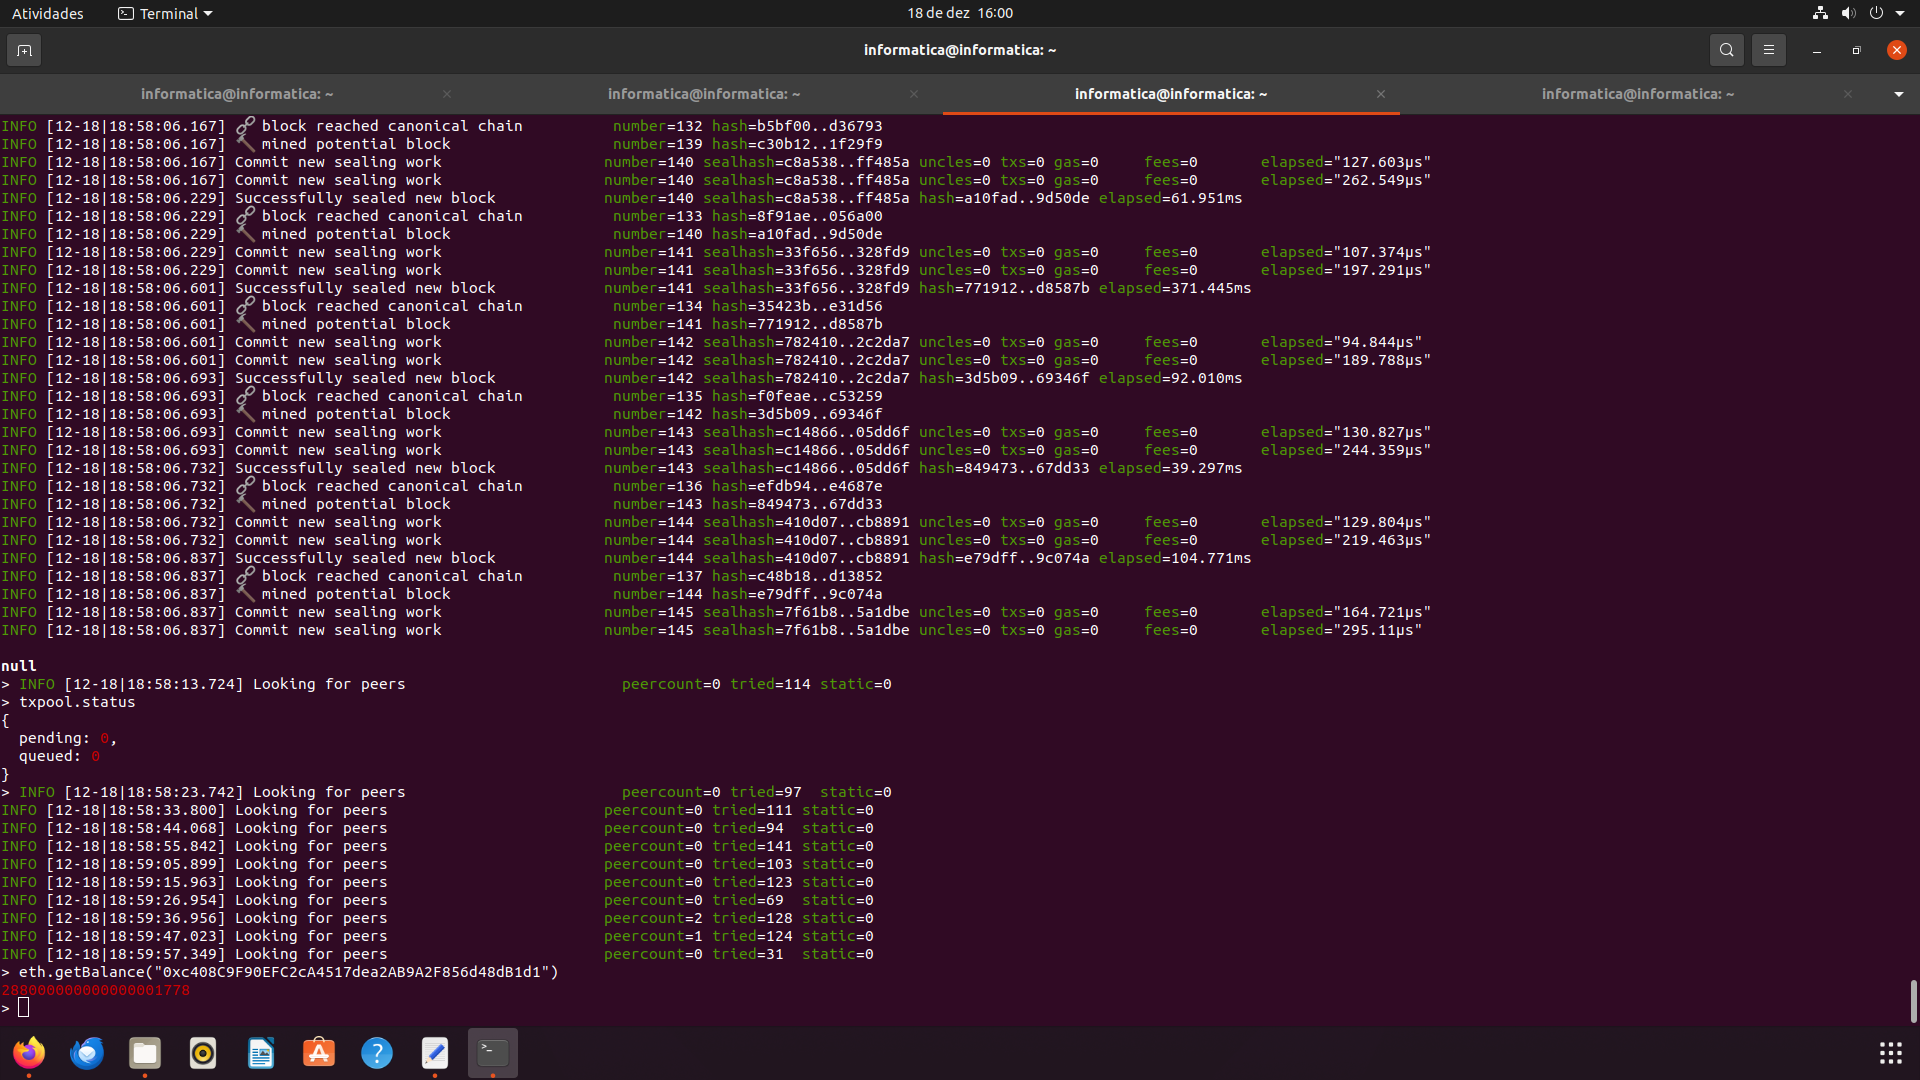 Atividades Terminal 18 de dez 16:00
informatica@informatica: ~
informatica@informatica: ~ × informatica@informatica: ~ × informatica@informatica: ~ × informatica@informatica: ~ ×
INFO [12-18|18:58:06.167] 🔗 block reached canonical chain number=132 hash=b5bf00..d36793
INFO [12-18|18:58:06.167] 🔨 mined potential block number=139 hash=c30b12..1f29f9
INFO [12-18|18:58:06.167] Commit new sealing work number=140 sealhash=c8a538..ff485a uncles=0 txs=0 gas=0 fees=0 elapsed="127.603µs"
INFO [12-18|18:58:06.167] Commit new sealing work number=140 sealhash=c8a538..ff485a uncles=0 txs=0 gas=0 fees=0 elapsed="262.549µs"
INFO [12-18|18:58:06.229] Successfully sealed new block number=140 sealhash=c8a538..ff485a hash=a10fad..9d50de elapsed=61.951ms
INFO [12-18|18:58:06.229] 🔗 block reached canonical chain number=133 hash=8f91ae..056a00
INFO [12-18|18:58:06.229] 🔨 mined potential block number=140 hash=a10fad..9d50de
INFO [12-18|18:58:06.229] Commit new sealing work number=141 sealhash=33f656..328fd9 uncles=0 txs=0 gas=0 fees=0 elapsed="107.374µs"
INFO [12-18|18:58:06.229] Commit new sealing work number=141 sealhash=33f656..328fd9 uncles=0 txs=0 gas=0 fees=0 elapsed="197.291µs"
INFO [12-18|18:58:06.601] Successfully sealed new block number=141 sealhash=33f656..328fd9 hash=771912..d8587b elapsed=371.445ms
INFO [12-18|18:58:06.601] 🔗 block reached canonical chain number=134 hash=35423b..e31d56
INFO [12-18|18:58:06.601] 🔨 mined potential block number=141 hash=771912..d8587b
INFO [12-18|18:58:06.601] Commit new sealing work number=142 sealhash=782410..2c2da7 uncles=0 txs=0 gas=0 fees=0 elapsed="94.844µs"
INFO [12-18|18:58:06.601] Commit new sealing work number=142 sealhash=782410..2c2da7 uncles=0 txs=0 gas=0 fees=0 elapsed="189.788µs"
INFO [12-18|18:58:06.693] Successfully sealed new block number=142 sealhash=782410..2c2da7 hash=3d5b09..69346f elapsed=92.010ms
INFO [12-18|18:58:06.693] 🔗 block reached canonical chain number=135 hash=f0feae..c53259
INFO [12-18|18:58:06.693] 🔨 mined potential block number=142 hash=3d5b09..69346f
INFO [12-18|18:58:06.693] Commit new sealing work number=143 sealhash=c14866..05dd6f uncles=0 txs=0 gas=0 fees=0 elapsed="130.827µs"
INFO [12-18|18:58:06.693] Commit new sealing work number=143 sealhash=c14866..05dd6f uncles=0 txs=0 gas=0 fees=0 elapsed="244.359µs"
INFO [12-18|18:58:06.732] Successfully sealed new block number=143 sealhash=c14866..05dd6f hash=849473..67dd33 elapsed=39.297ms
INFO [12-18|18:58:06.732] 🔗 block reached canonical chain number=136 hash=efdb94..e4687e
INFO [12-18|18:58:06.732] 🔨 mined potential block number=143 hash=849473..67dd33
INFO [12-18|18:58:06.732] Commit new sealing work number=144 sealhash=410d07..cb8891 uncles=0 txs=0 gas=0 fees=0 elapsed="129.804µs"
INFO [12-18|18:58:06.732] Commit new sealing work number=144 sealhash=410d07..cb8891 uncles=0 txs=0 gas=0 fees=0 elapsed="219.463µs"
INFO [12-18|18:58:06.837] Successfully sealed new block number=144 sealhash=410d07..cb8891 hash=e79dff..9c074a elapsed=104.771ms
INFO [12-18|18:58:06.837] 🔗 block reached canonical chain number=137 hash=c48b18..d13852
INFO [12-18|18:58:06.837] 🔨 mined potential block number=144 hash=e79dff..9c074a
INFO [12-18|18:58:06.837] Commit new sealing work number=145 sealhash=7f61b8..5a1dbe uncles=0 txs=0 gas=0 fees=0 elapsed="164.721µs"
INFO [12-18|18:58:06.837] Commit new sealing work number=145 sealhash=7f61b8..5a1dbe uncles=0 txs=0 gas=0 fees=0 elapsed="295.11µs"
null
> INFO [12-18|18:58:13.724] Looking for peers peercount=0 tried=114 static=0
> txpool.status
{
pending: 0,
queued: 0
}
> INFO [12-18|18:58:23.742] Looking for peers peercount=0 tried=97 static=0
INFO [12-18|18:58:33.800] Looking for peers peercount=0 tried=111 static=0
INFO [12-18|18:58:44.068] Looking for peers peercount=0 tried=94 static=0
INFO [12-18|18:58:55.842] Looking for peers peercount=0 tried=141 static=0
INFO [12-18|18:59:05.899] Looking for peers peercount=0 tried=103 static=0
INFO [12-18|18:59:15.963] Looking for peers peercount=0 tried=123 static=0
INFO [12-18|18:59:26.954] Looking for peers peercount=0 tried=69 static=0
INFO [12-18|18:59:36.956] Looking for peers peercount=2 tried=128 static=0
INFO [12-18|18:59:47.023] Looking for peers peercount=1 tried=124 static=0
INFO [12-18|18:59:57.349] Looking for peers peercount=0 tried=31 static=0
> eth.getBalance("0xc408C9F90EFC2cA4517dea2AB9A2F856d48dB1d1")
288000000000000001778
>